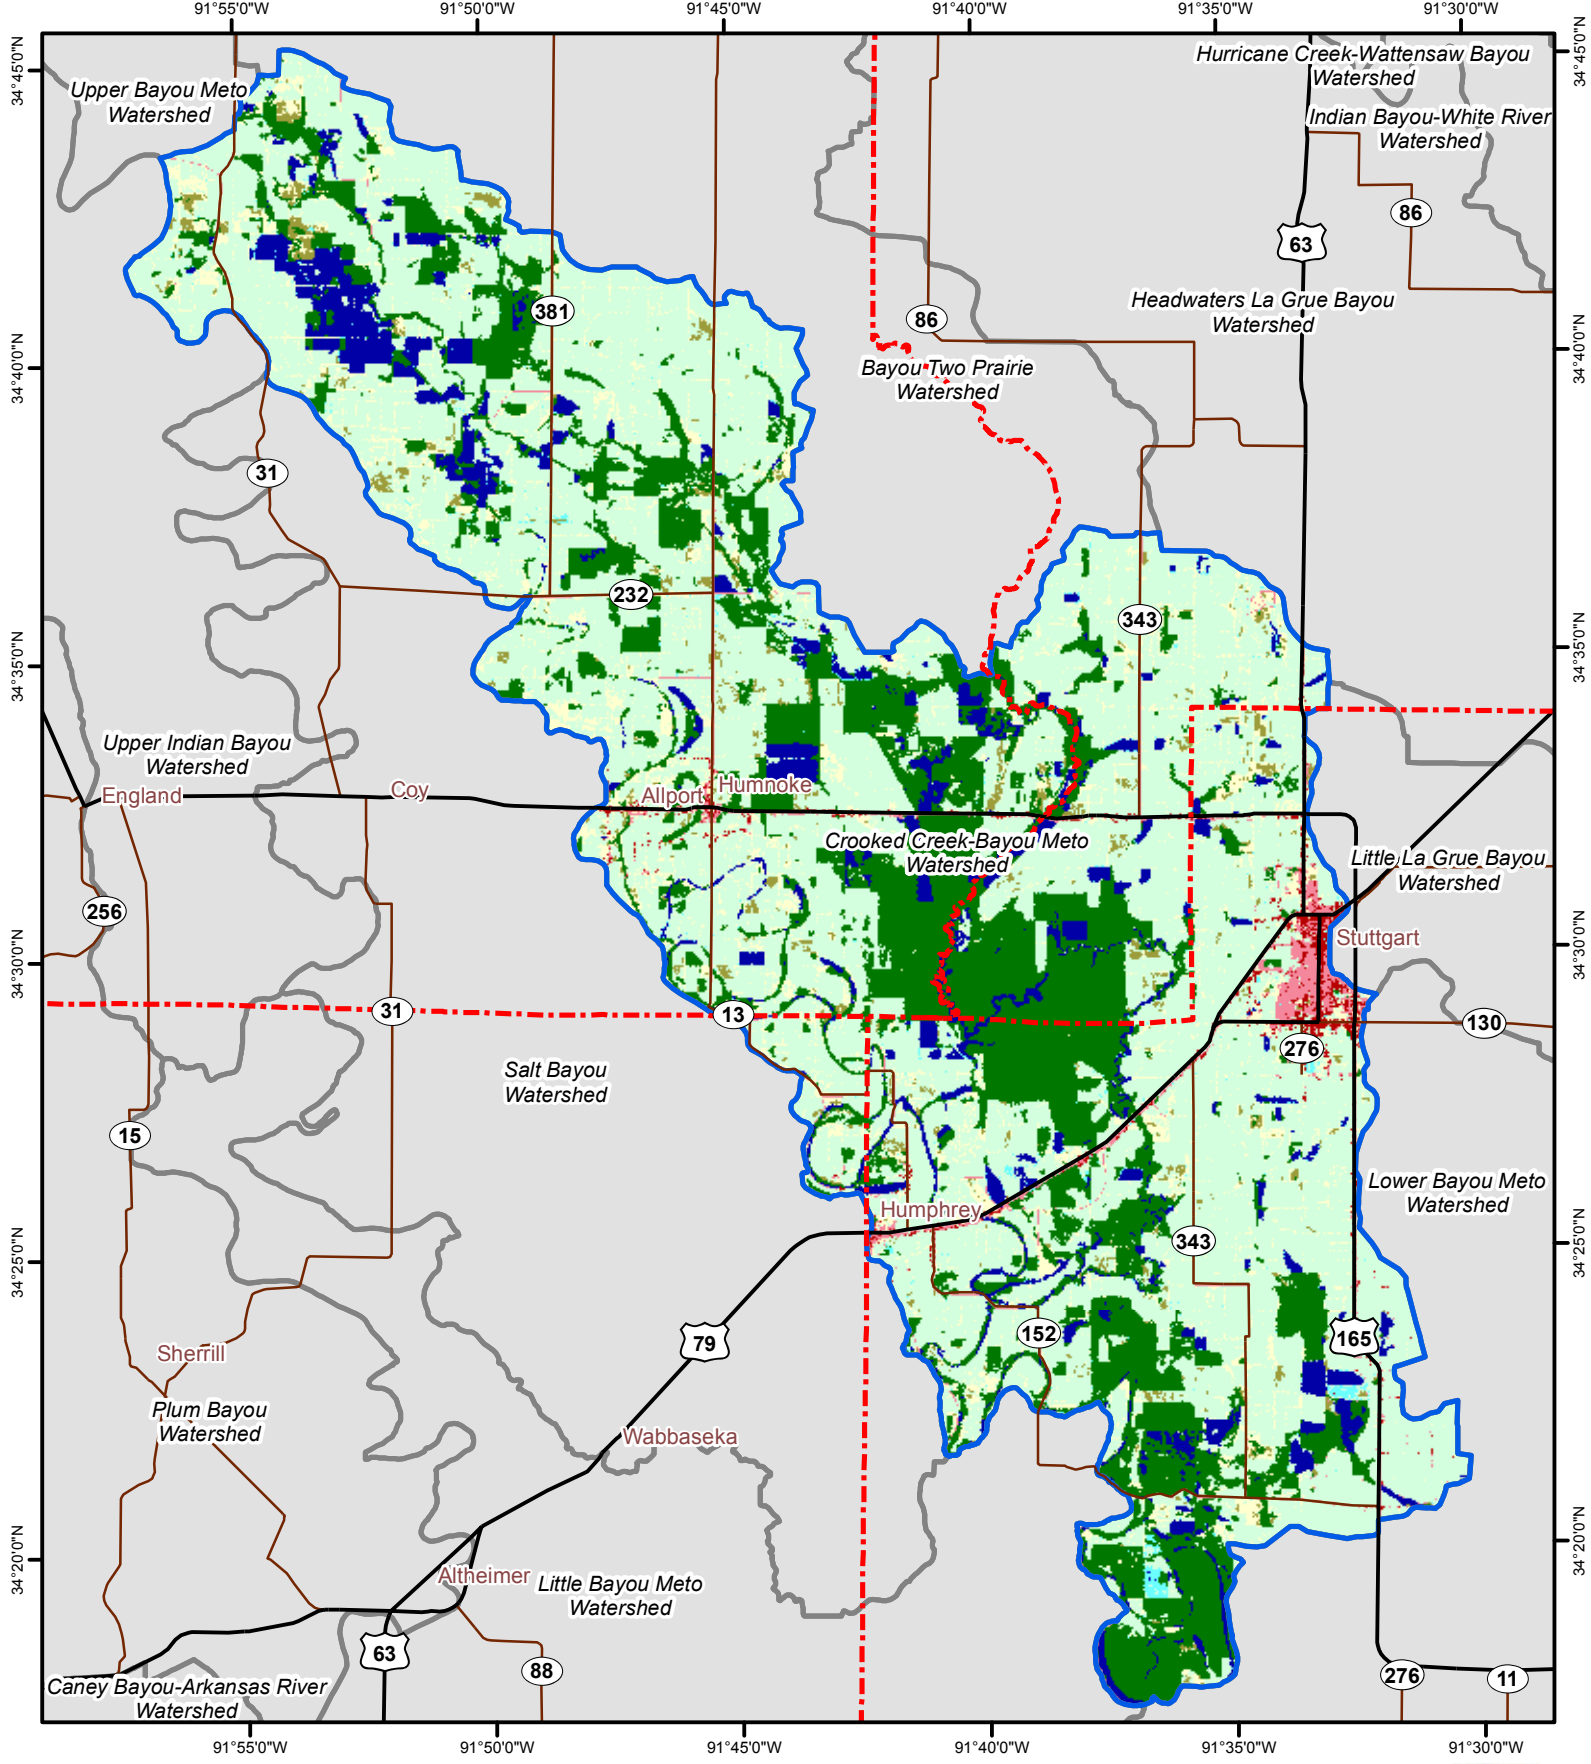 91°55'0"W
91°50'0"W
91°45'0"W
91°40'0"W
91°35'0"W
91°30'0"W
34°45'0"N
34°45'0"N
Hurricane Creek-Wattensaw Bayou
Watershed
Upper Bayou Meto
Watershed
Indian Bayou-White River
Watershed
86
63
Headwaters La Grue Bayou
Watershed
381
86
34°40'0"N
34°40'0"N
Bayou Two Prairie
Watershed
31
232
343
34°35'0"N
34°35'0"N
Upper Indian Bayou
Watershed
England
Coy
Allport
Humnoke
Crooked Creek-Bayou Meto
Watershed
Little La Grue Bayou
Watershed
256
Stuttgart
34°30'0"N
34°30'0"N
31
13
130
276
Salt Bayou
Watershed
15
Lower Bayou Meto
Watershed
Humphrey
343
34°25'0"N
34°25'0"N
79
152
165
Sherrill
Plum Bayou
Watershed
Wabbaseka
34°20'0"N
34°20'0"N
Altheimer
Little Bayou Meto
Watershed
63
88
276
11
Caney Bayou-Arkansas River
Watershed
91°55'0"W
91°50'0"W
91°45'0"W
91°40'0"W
91°35'0"W
91°30'0"W